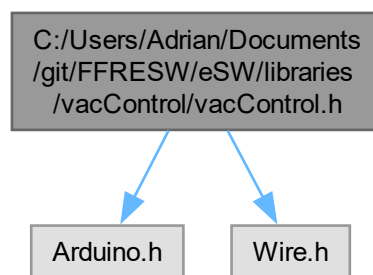 C:/Users/Adrian/Documents
/git/FFRESW/eSW/libraries
/vacControl/vacControl.h
Arduino.h
Wire.h